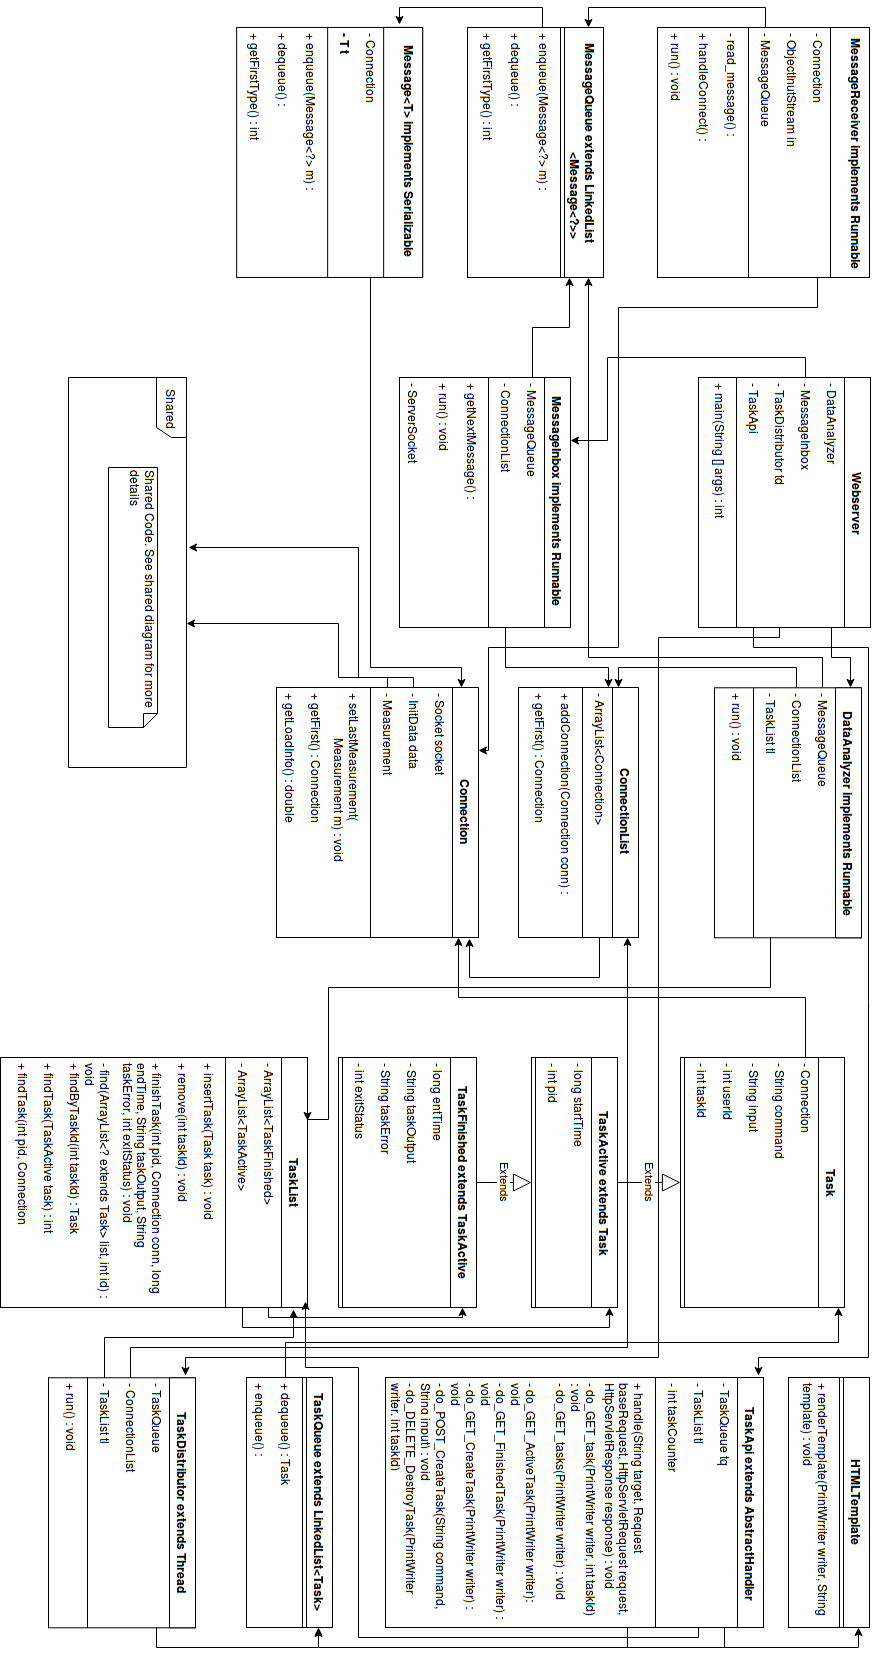 MessageReceiver implements Runnable
- Connection
- ObjectInutStream in
- MessageQueue
- read_message() :
+ handleConnect() :
+ run() : void
MessageQueue extends LinkedList
<Message<?>>
+ enqueue(Message<?> m) :
+ dequeue() :
+ getFirstType() : int
Message<T> implements Serializable
- Connection
- T t
+ enqueue(Message<?> m) :
+ dequeue() :
+ getFirstType() : int
Webserver
- DataAnalyzer
- MessageInbox
- TaskDistributor td
- TaskApi
+ main(String [] args) : int
MessageInbox implements Runnable
- MessageQueue
- ConnectionList
+ getNextMessage() :
+ run() : void
- ServerSocket
Shared
Shared Code. See shared diagram for more
details
DataAnalyzer implements Runnable
- MessageQueue
- ConnectionList
- TaskList tl
+ run() : void
ConnectionList
- ArrayList<Connection>
+ addConnection(Connection conn) :
+ getFirst() : Connection
Connection
- Socket socket
- InitData data
- Measurement
+ setLastMeasurement(
Measurement m) : void
+ getFirst() : Connection
+ getLoadInfo() : double
Task
- Connection
- String command
- String input
- int userId
- int taskId
Extends
TaskActive extends Task
- long startTime
- int pid
Extends
TaskFinished extends TaskActive
- long entTime
- String taskOutput
- String taskError
- int exitStatus
TaskList
- ArrayList<TaskFinished>
- ArrayList<TaskActive>
+ insertTask(Task task) : void
+ remove(int taskId) : void
+ finishTask(int pid, Connection conn, long
endTime, String taskOutput, String
taskError, int exitStatus) : void
- find(ArrayList<? extends Task> list, int id) :
void
+ findByTaskId(int taskId) : Task
+ findTask(TaskActive task) : int
+ findTask(int pid, Connection
HTMLTemplate
+ renderTemplate(PrintWrriter writer, String
template) : void
TaskApi extends AbstractHandler
- TaskQueue tq
- TaskList tl
- int taskCounter
+ handle(String target, Request
baseRequest, HttpServletRequest request,
HttpServletResponse response) : void
- do_GET_task(PrintWriter writer, int taskId)
: void
- do_GET_tasks(PrintWriter writer) : void
- do_GET_ActiveTask(PrintWriter writer):
void
- do_GET_FinishedTask(PrintWriter writer) :
void
- do_GET_CreateTask(PrintWriter writer) :
void
- do_POST_CreateTask(String command,
String input) : void
- do_DELETE_DestroyTask(PrintWriter
writer, int taskId)
TaskQueue extends LinkedList<Task>
+ dequeue() : Task
+ enqueue() :
TaskDistributor extends Thread
- TaskQueue
- ConnectionList
- TaskList tl
+ run() : void